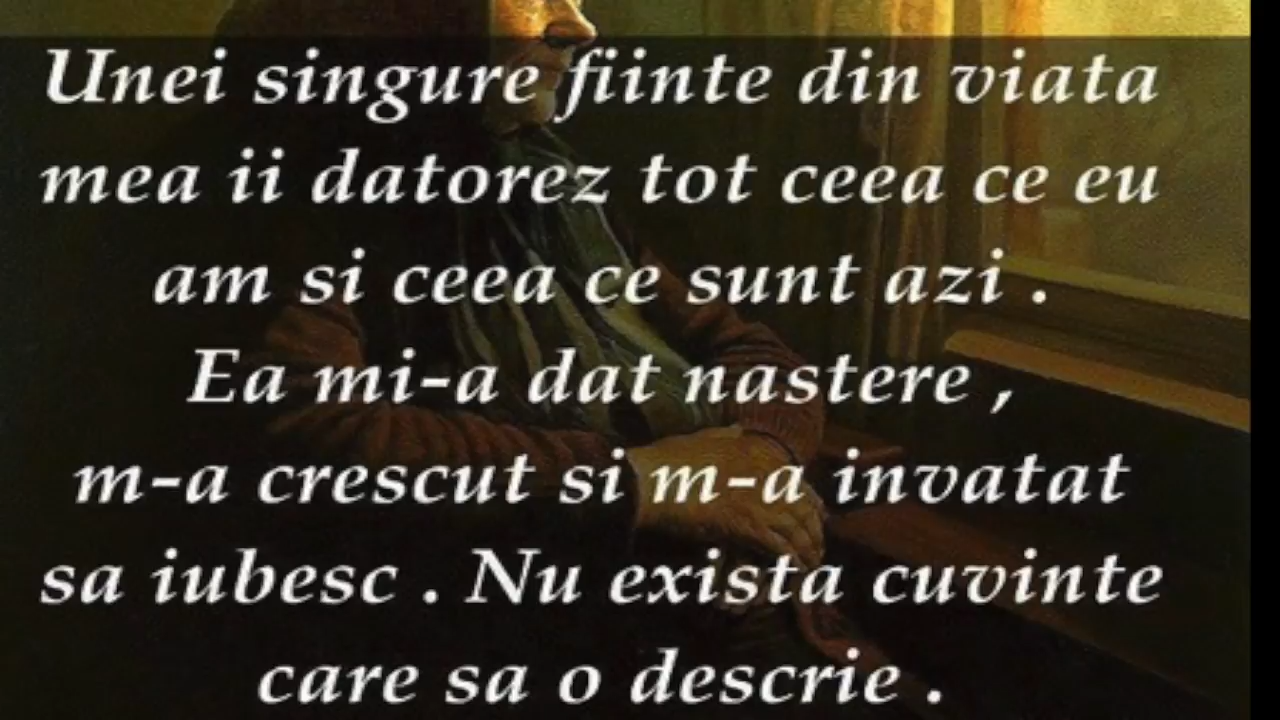 Unei singure fiinte din viata
mea ii datorez tot ceea ce eu
am si ceea ce sunt azi .
Ea mi-a dat nastere ,
m-a crescut si m-a invatat
sa iubesc . Nu exista cuvinte
care sa o descrie .